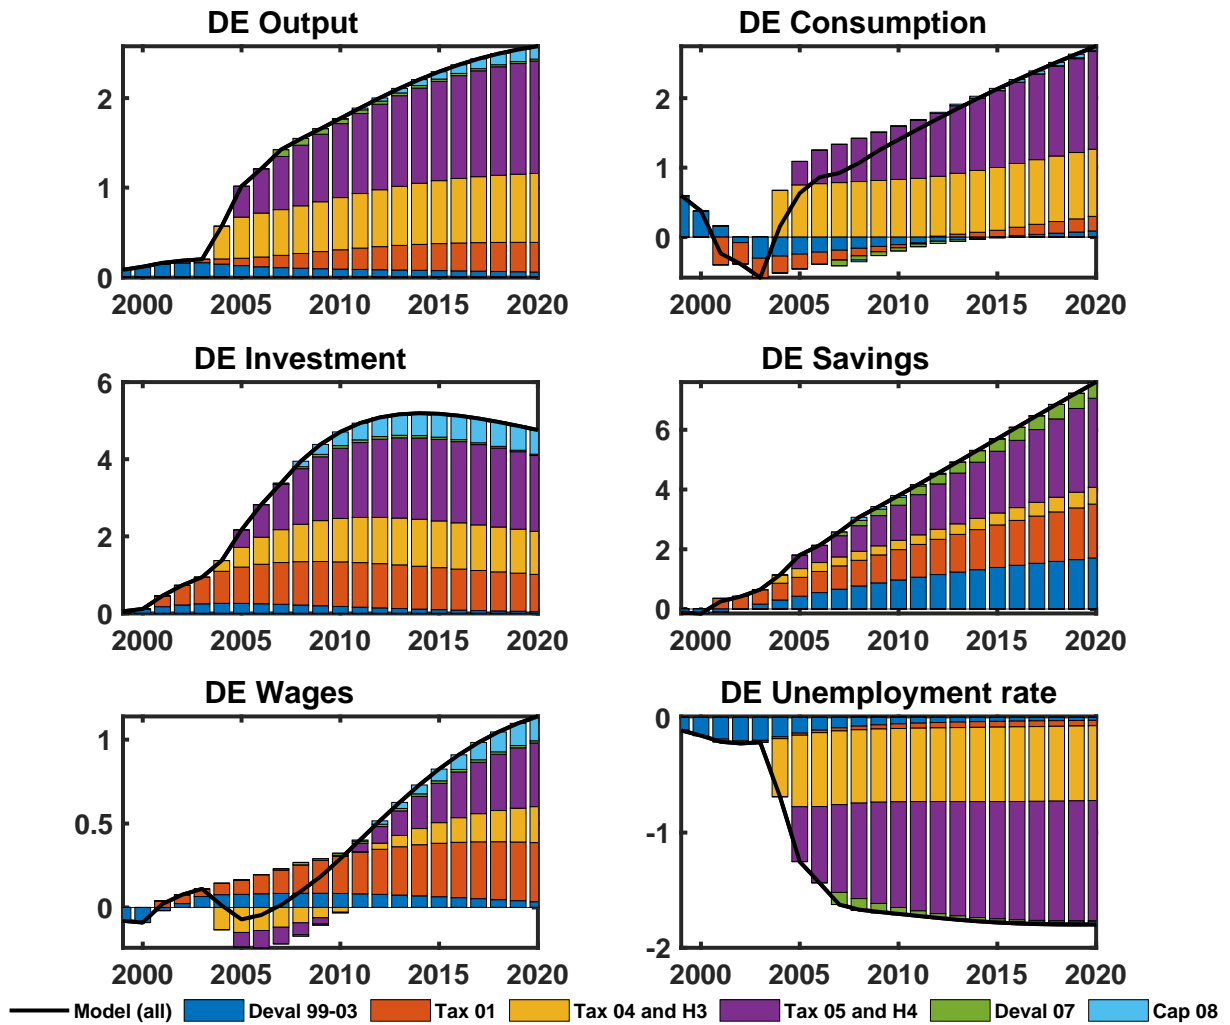 DE Output
DE Consumption
2
1
0
2000 2005 2010 2015 2020
2
1
0
2000 2005 2010 2015 2020
DE Investment
DE Savings
6
4
2
0
2000 2005 2010 2015 2020
6
4
2
0
2000 2005 2010 2015 2020
DE Wages
DE Unemployment rate
1
0.5
0
2000 2005 2010 2015 2020
0
-1
-2
2000 2005 2010 2015 2020
Model (all) Deval 99-03 Tax 01 Tax 04 and H3 Tax 05 and H4 Deval 07 Cap 08